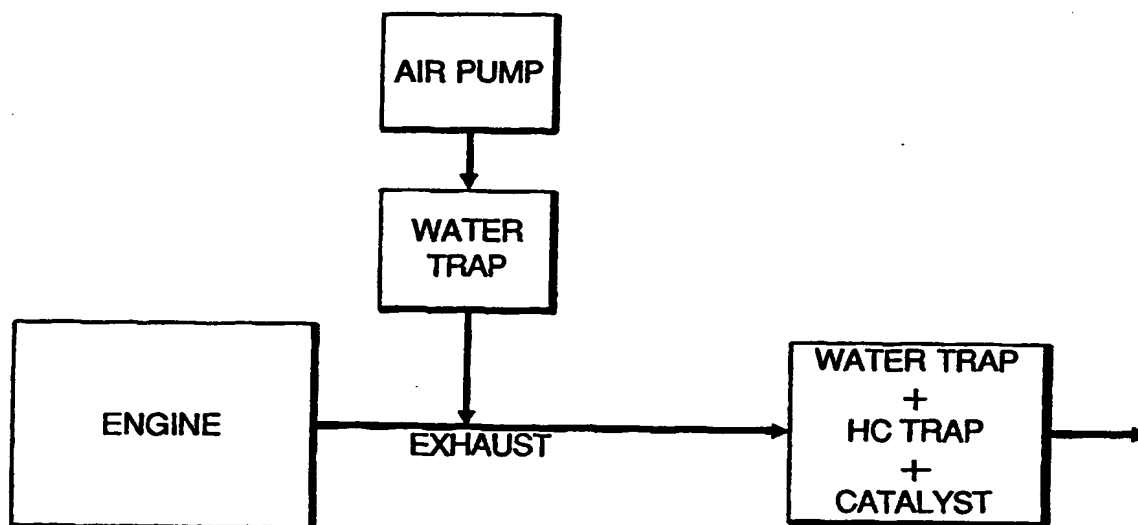 AIR PUMP
WATER
TRAP
ENGINE
EXHAUST
WATER TRAP
+
HC TRAP
+
CATALYST